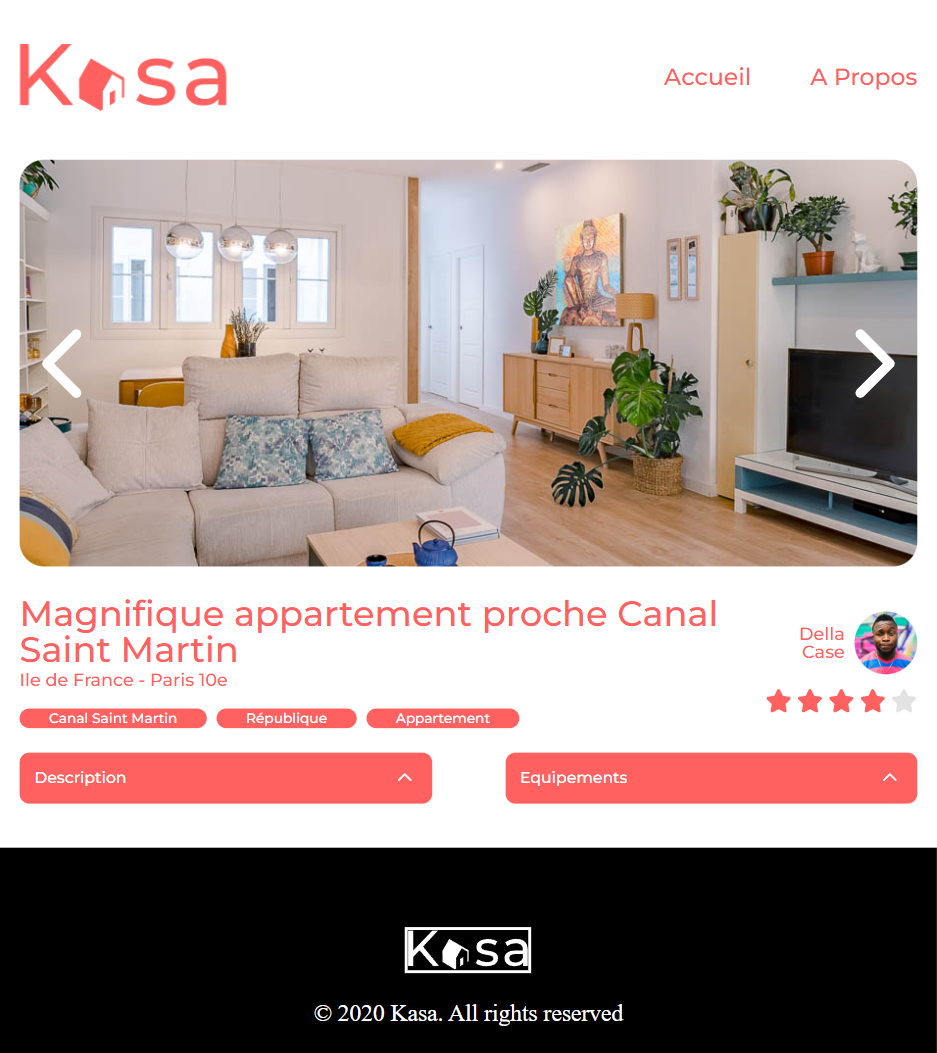 Kasa
Accueil
A Propos
Magnifique appartement proche Canal
Saint Martin
Ile de France - Paris 10e
Della
Case
Canal Saint Martin
République
Appartement
Description
Equipements
Kasa
© 2020 Kasa. All rights reserved